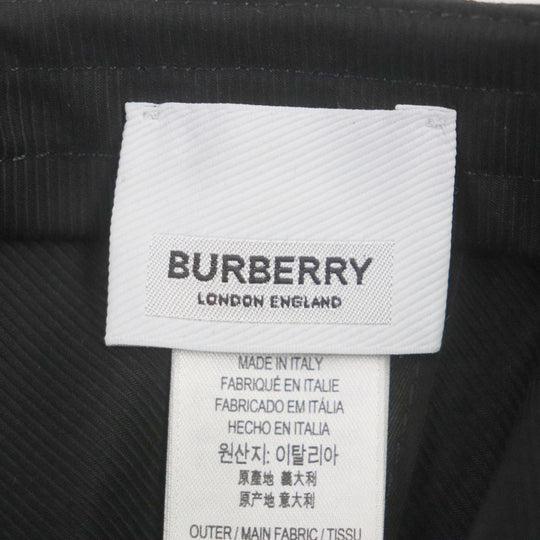 BURBERRY
LONDON ENGLAND
MADE IN ITALY
FABRIQUÉ EN ITALIE
FABRICADO EM ITÁLIA
HECHO EN ITALIA
원산지: 이탈리아
原產地 義大利
原产地 意大利
OUTER / MAIN FABRIC / TISSU